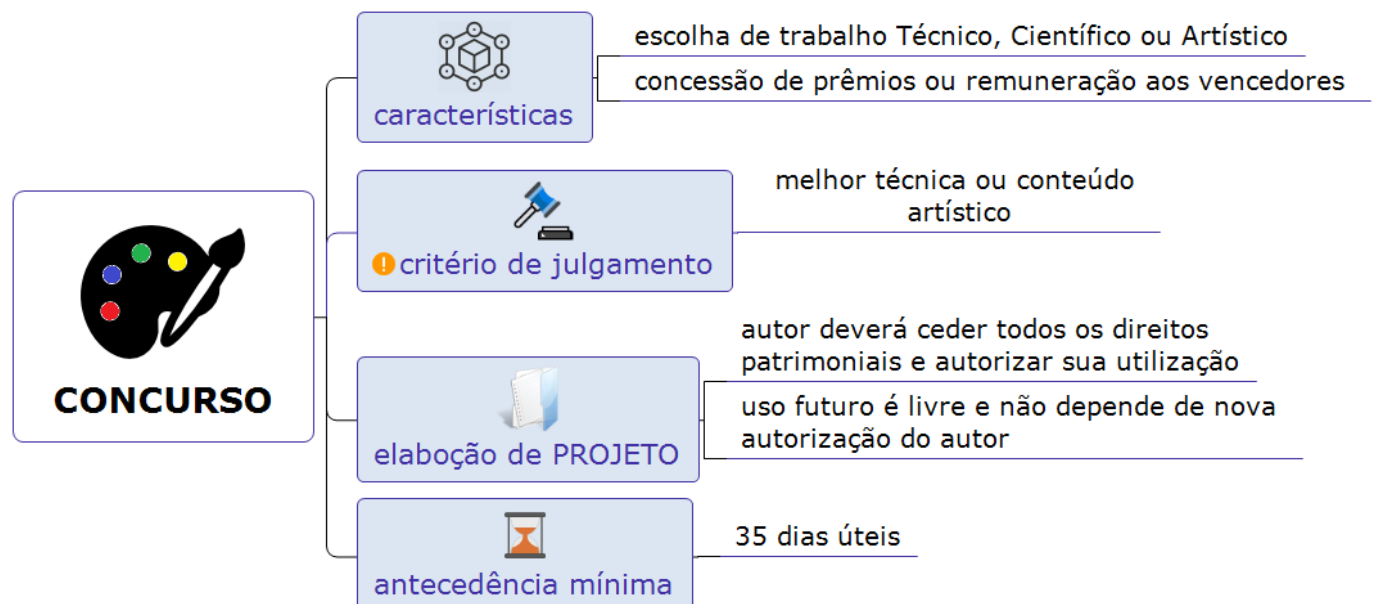 CONCURSO
características
escolha de trabalho Técnico, Científico ou Artístico
concessão de prêmios ou remuneração aos vencedores
critério de julgamento
melhor técnica ou conteúdo
artístico
elaboção de PROJETO
autor deverá ceder todos os direitos
patrimoniais e autorizar sua utilização
uso futuro é livre e não depende de nova
autorização do autor
antecedência mínima
35 dias úteis